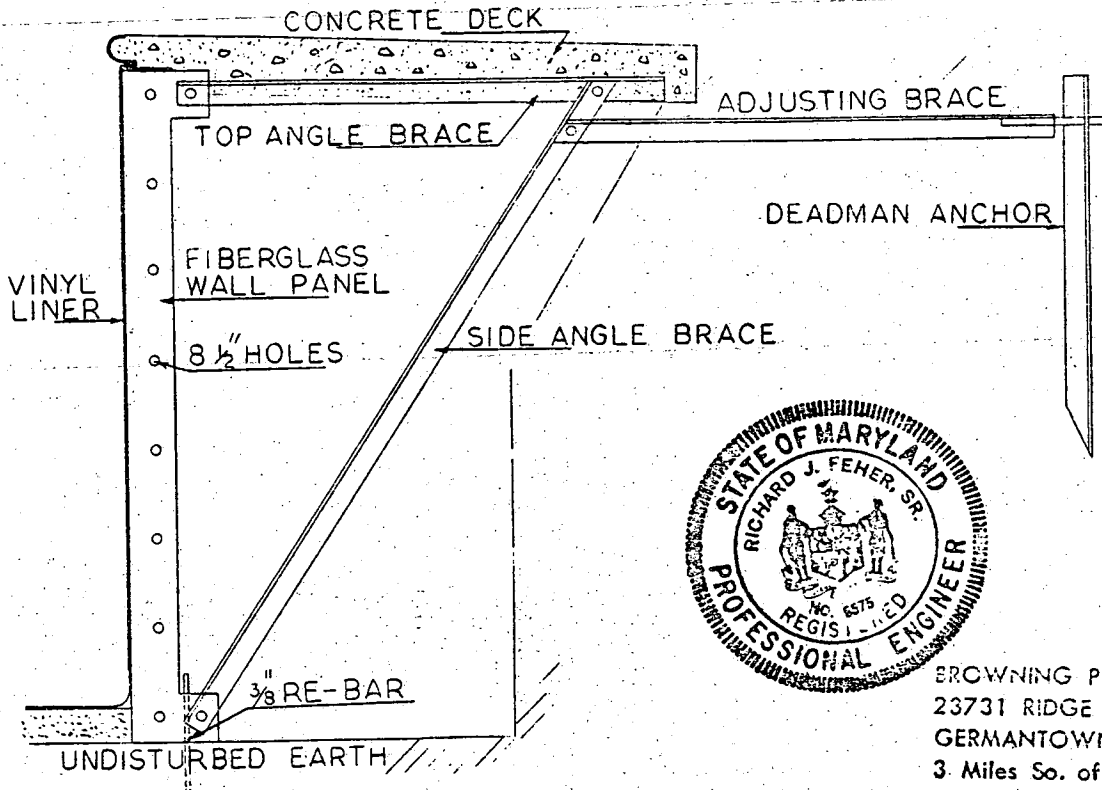 CONCRETE DECK
TOP ANGLE BRACE
ADJUSTING BRACE
DEADMAN ANCHOR
VINYL
LINER
FIBERGLASS
WALL PANEL
8 ½" HOLES
SIDE ANGLE BRACE
3/8" RE-BAR
UNDISTURBED EARTH
STATE OF MARYLAND
RICHARD J. FEHER, SR.
NO. 6575
REGISTERED
PROFESSIONAL ENGINEER
BROWNING P
23731 RIDGE
GERMANTOWN
3 Miles So. of